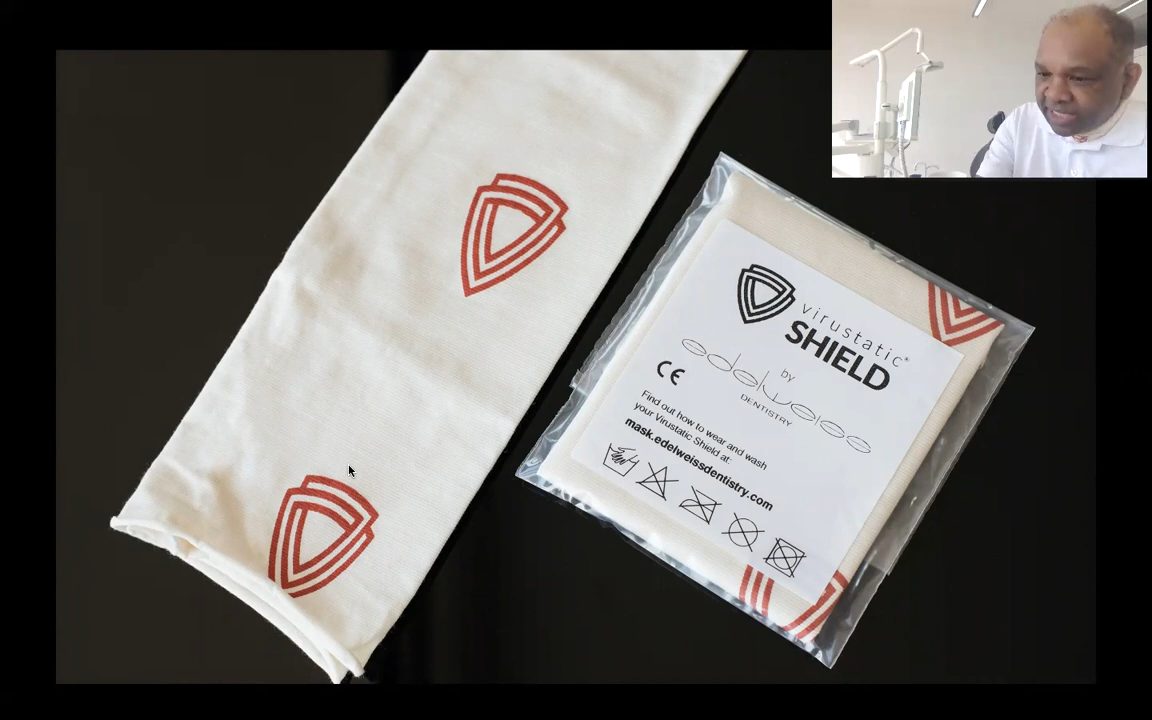 virustatic®
SHIELD
by
edelweiss
DENTISTRY
CE
Find out how to wear and wash
your Virustatic Shield at:
mask.edelweissdentistry.com